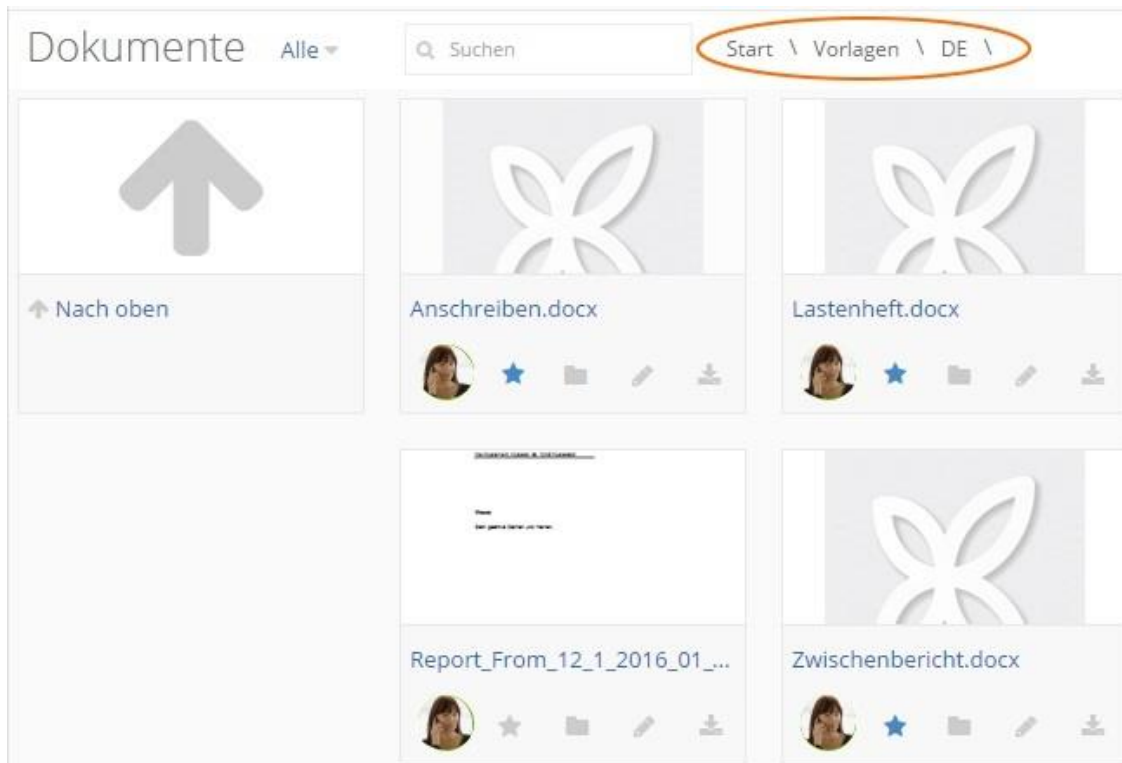 Dokumente Alle Suchen Start \ Vorlagen \ DE \
Nach oben Anschreiben.docx Lastenheft.docx
Report_From_12_1_2016_01_... Zwischenbericht.docx